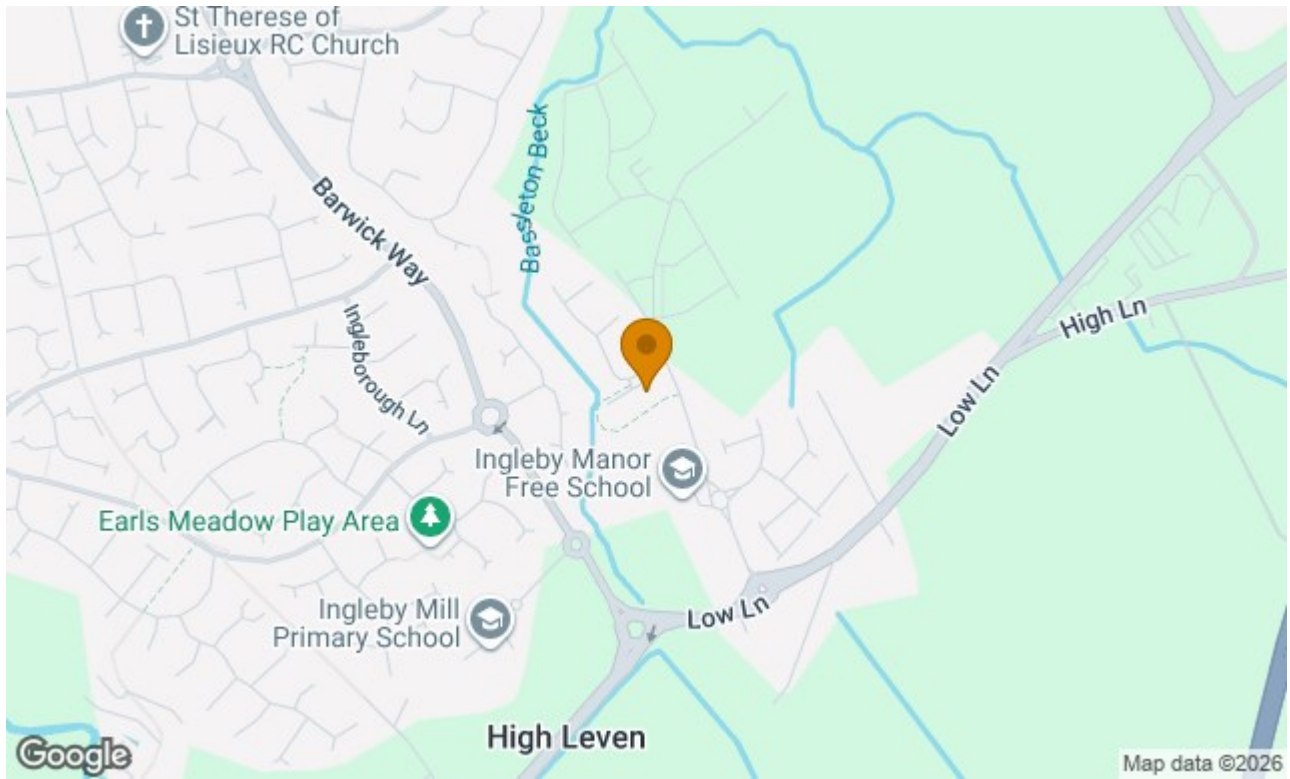 St Therese of
Lisieux RC Church
Bassleton Beck
Barwick Way
High Ln
Ingleborough Ln
Low Ln
Ingleby Manor
Free School
Earls Meadow Play Area
Ingleby Mill
Primary School
Low Ln
High Leven
Google
Map data ©2026